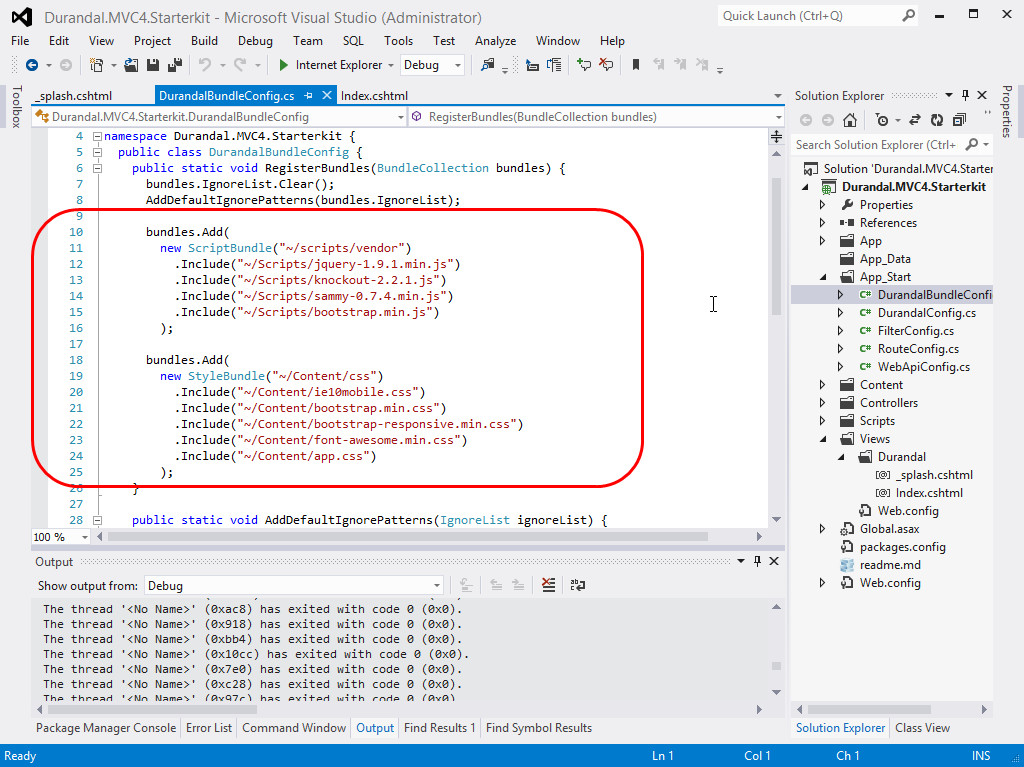 Durandal.MVC4.Starterkit - Microsoft Visual Studio (Administrator)
Quick Launch (Ctrl+Q)
File Edit View Project Build Debug Team SQL Tools Test Analyze Window Help
Internet Explorer Debug
Toolbox
_splash.cshtml DurandalBundleConfig.cs Index.cshtml
Durandal.MVC4.Starterkit.DurandalBundleConfig RegisterBundles(BundleCollection bundles)
4 namespace Durandal.MVC4.Starterkit {
5 public class DurandalBundleConfig {
6 public static void RegisterBundles(BundleCollection bundles) {
7 bundles.IgnoreList.Clear();
8 AddDefaultIgnorePatterns(bundles.IgnoreList);
9
10 bundles.Add(
11 new ScriptBundle("~/scripts/vendor")
12 .Include("~/Scripts/jquery-1.9.1.min.js")
13 .Include("~/Scripts/knockout-2.2.1.js")
14 .Include("~/Scripts/sammy-0.7.4.min.js")
15 .Include("~/Scripts/bootstrap.min.js")
16 );
17
18 bundles.Add(
19 new StyleBundle("~/Content/css")
20 .Include("~/Content/ie10mobile.css")
21 .Include("~/Content/bootstrap.min.css")
22 .Include("~/Content/bootstrap-responsive.min.css")
23 .Include("~/Content/font-awesome.min.css")
24 .Include("~/Content/app.css")
25 );
26 }
27
28 public static void AddDefaultIgnorePatterns(IgnoreList ignoreList) {
100 %
Output
Show output from: Debug
The thread '<No Name>' (0xac8) has exited with code 0 (0x0).
The thread '<No Name>' (0x918) has exited with code 0 (0x0).
The thread '<No Name>' (0xbb4) has exited with code 0 (0x0).
The thread '<No Name>' (0x10cc) has exited with code 0 (0x0).
The thread '<No Name>' (0x7e0) has exited with code 0 (0x0).
The thread '<No Name>' (0xc28) has exited with code 0 (0x0).
The thread '<No Name>' (0x97c) has exited with code 0 (0x0).
Package Manager Console Error List Command Window Output Find Results 1 Find Symbol Results
Solution Explorer
Search Solution Explorer (Ctrl+
Solution 'Durandal.MVC4.Starter
Durandal.MVC4.Starterkit
Properties
References
App
App_Data
App_Start
C# DurandalBundleConfi
C# DurandalConfig.cs
C# FilterConfig.cs
C# RouteConfig.cs
C# WebApiConfig.cs
Content
Controllers
Scripts
Views
Durandal
[@] _splash.cshtml
[@] Index.cshtml
Web.config
Global.asax
packages.config
readme.md
Web.config
Solution Explorer Class View
Properties
Ready Ln 1 Col 1 Ch 1 INS